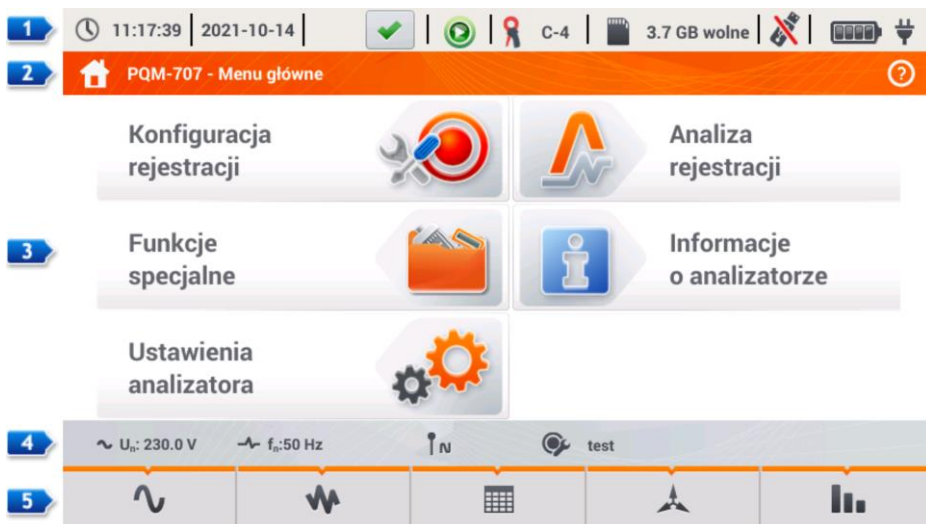 1
11:17:39 2021-10-14 C-4 3.7 GB wolne
2
PQM-707 - Menu główne ?
Konfiguracja
rejestracji
Analiza
rejestracji
3
Funkcje
specjalne
Informacje
o analizatorze
Ustawienia
analizatora
4
Un: 230.0 V fn:50 Hz N test
5